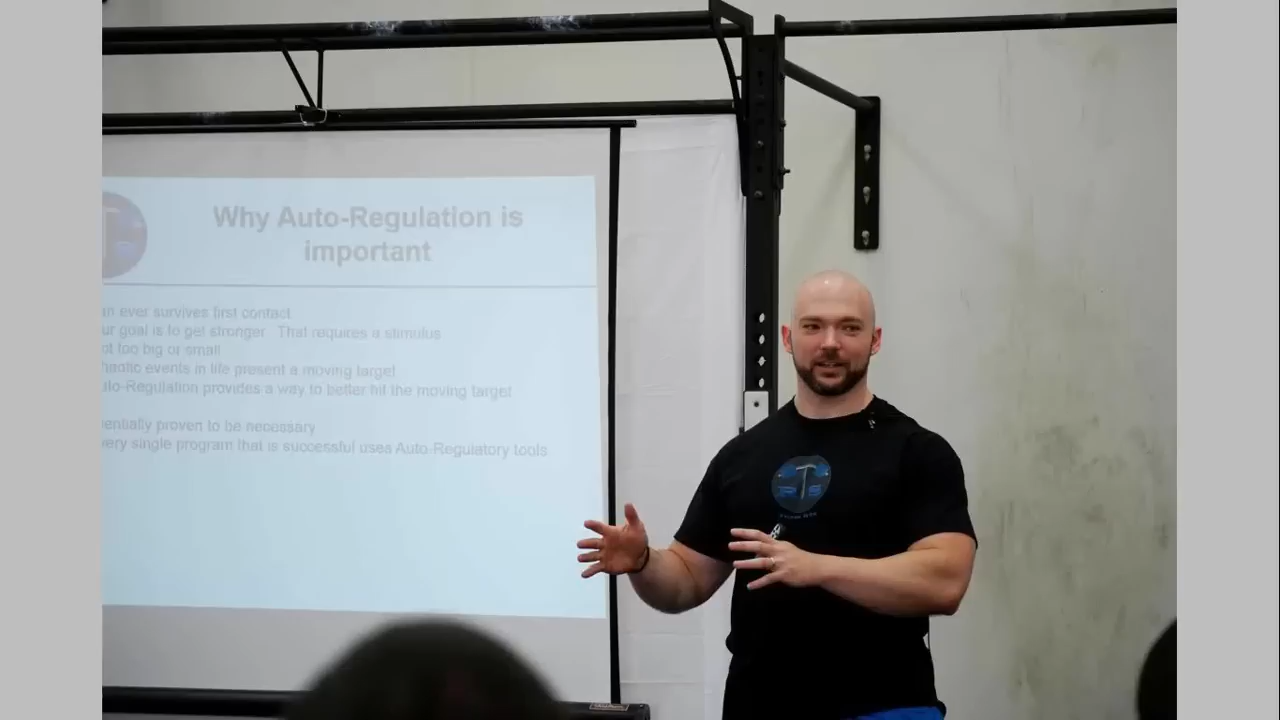 Why Auto-Regulation is
important
an ever survives first contact
ur goal is to get stronger. That requires a stimulus
ot too big or small
haotic events in life present a moving target
uto-Regulation provides a way to better hit the moving target
entially proven to be necessary
very single program that is successful uses Auto-Regulatory tools
RTS